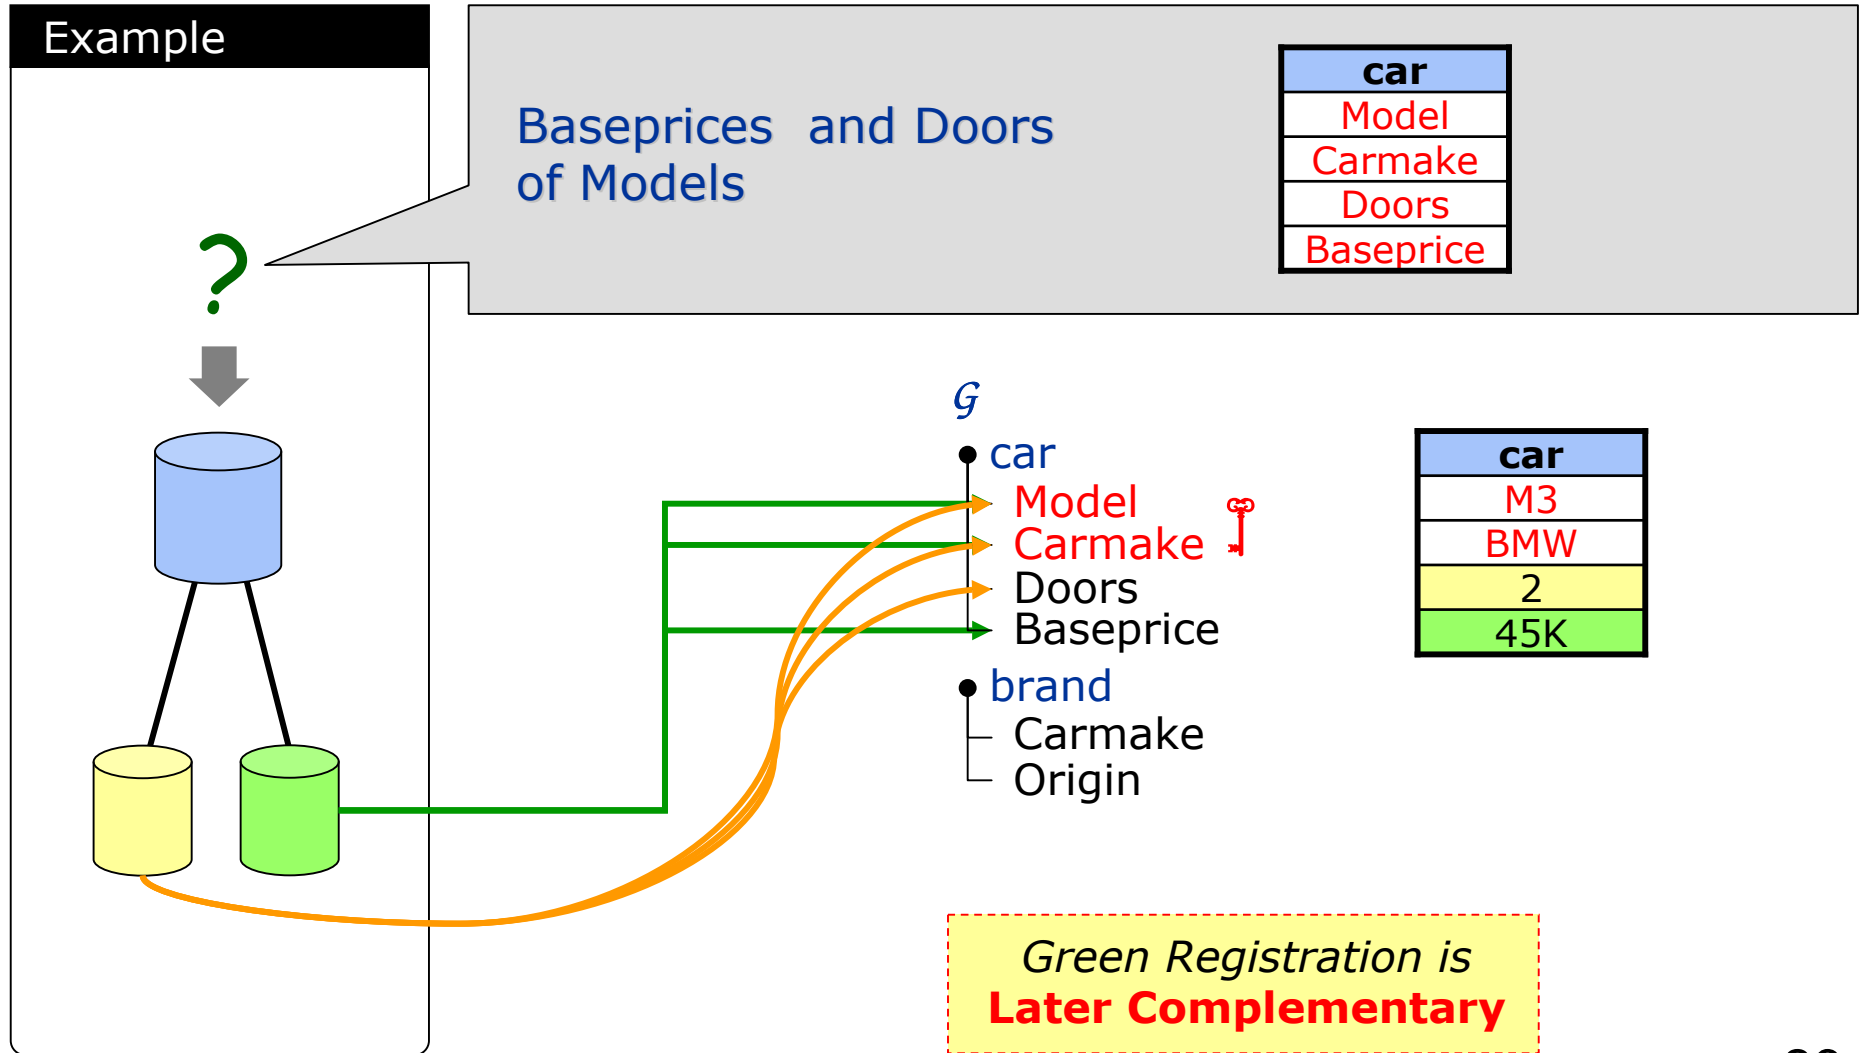 Example
Baseprices and Doors
of Models
car
Model
Carmake
Doors
Baseprice
?
G
car
Model
Carmake
Doors
Baseprice
brand
Carmake
Origin
car
M3
BMW
2
45K
Green Registration is
Later Complementary